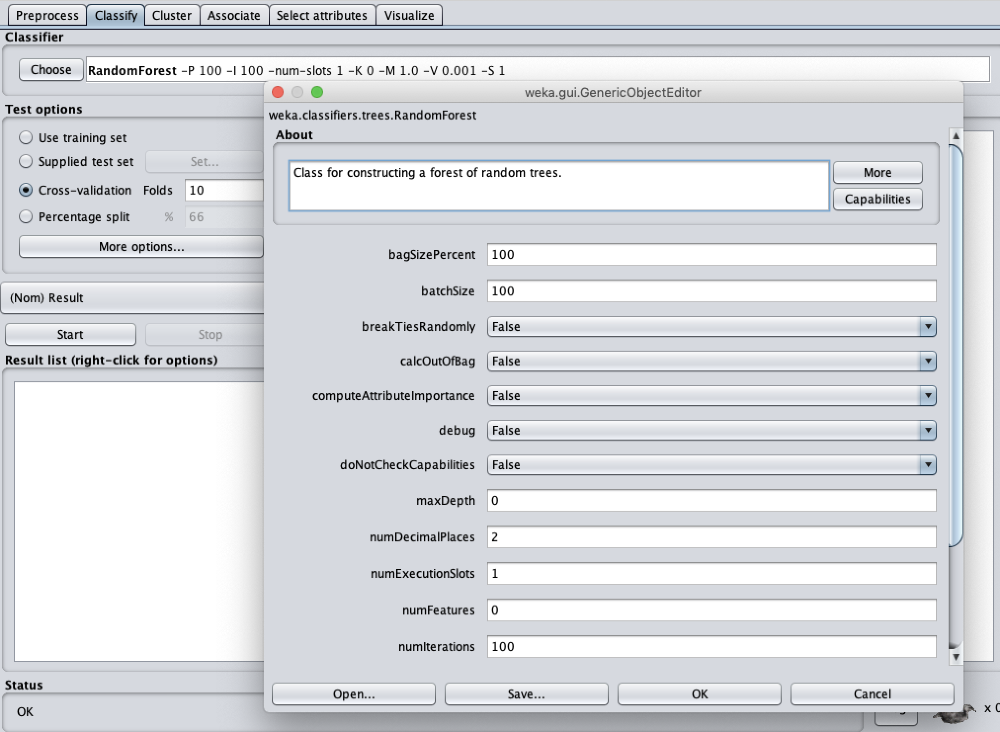 Preprocess Classify Cluster Associate Select attributes Visualize
Classifier
Choose RandomForest -P 100 -I 100 -num-slots 1 -K 0 -M 1.0 -V 0.001 -S 1
Test options
Use training set
Supplied test set Set...
Cross-validation Folds 10
Percentage split % 66
More options...
(Nom) Result
Start Stop
Result list (right-click for options)
Status
OK
weka.gui.GenericObjectEditor
weka.classifiers.trees.RandomForest
About
Class for constructing a forest of random trees.
More
Capabilities
bagSizePercent 100
batchSize 100
breakTiesRandomly False
calcOutOfBag False
computeAttributeImportance False
debug False
doNotCheckCapabilities False
maxDepth 0
numDecimalPlaces 2
numExecutionSlots 1
numFeatures 0
numIterations 100
Open... Save... OK Cancel
x 0